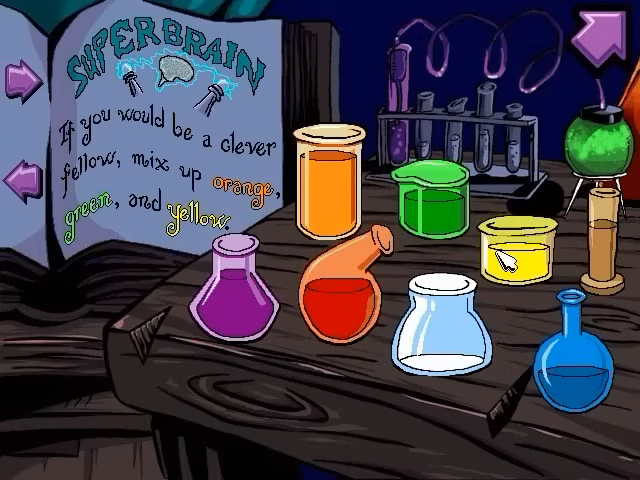 SUPERBRAIN
If you would be a clever
fellow, mix up orange,
green, and yellow.